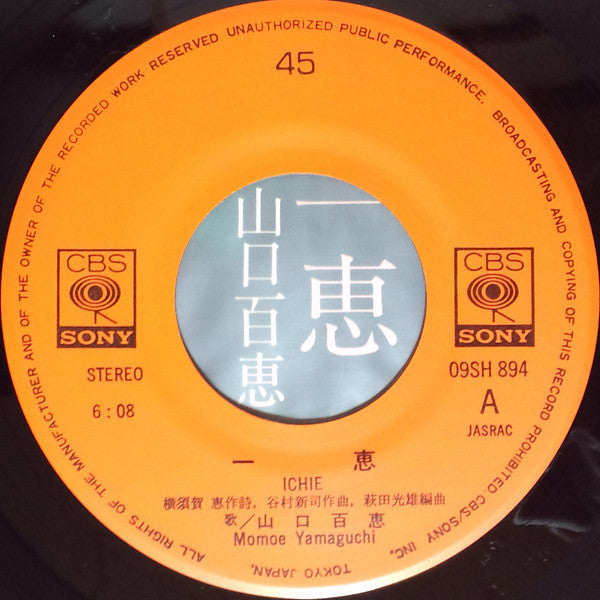 ALL RIGHTS OF THE MANUFACTURER AND OF THE OWNER OF THE RECORDED WORK RESERVED UNAUTHORIZED PUBLIC PERFORMANCE, BROADCASTING AND COPYING OF THIS RECORD PROHIBITED CBS/SONY INC.
TOKYO JAPAN.
45
一恵
山口百恵
CBS
SONY
CBS
SONY
STEREO
6:08
09SH 894
A
JASRAC
一 恵
ICHIE
横須賀 恵作詩, 谷村新司作曲, 萩田光雄編曲
歌/山口百恵
Momoe Yamaguchi